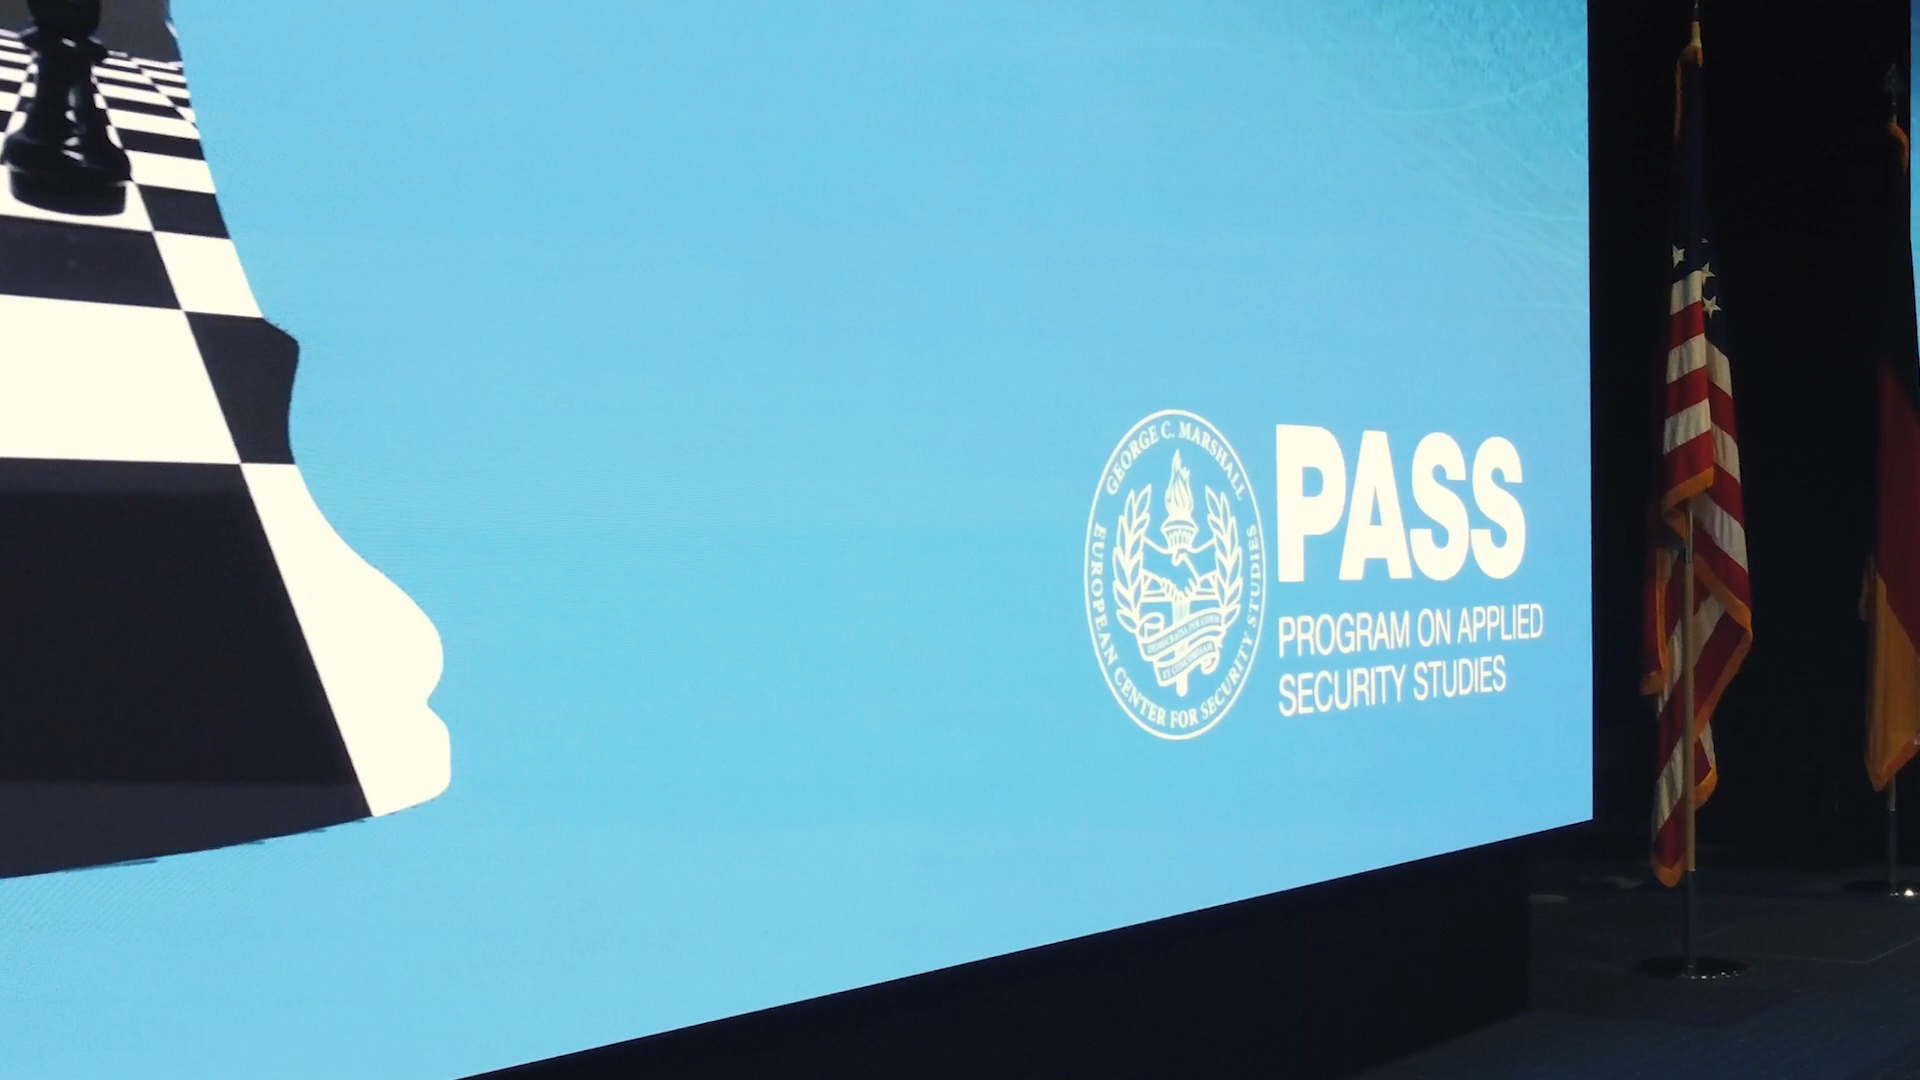 GEORGE C. MARSHALL
EUROPEAN CENTER FOR SECURITY STUDIES
PASS
PROGRAM ON APPLIED
SECURITY STUDIES